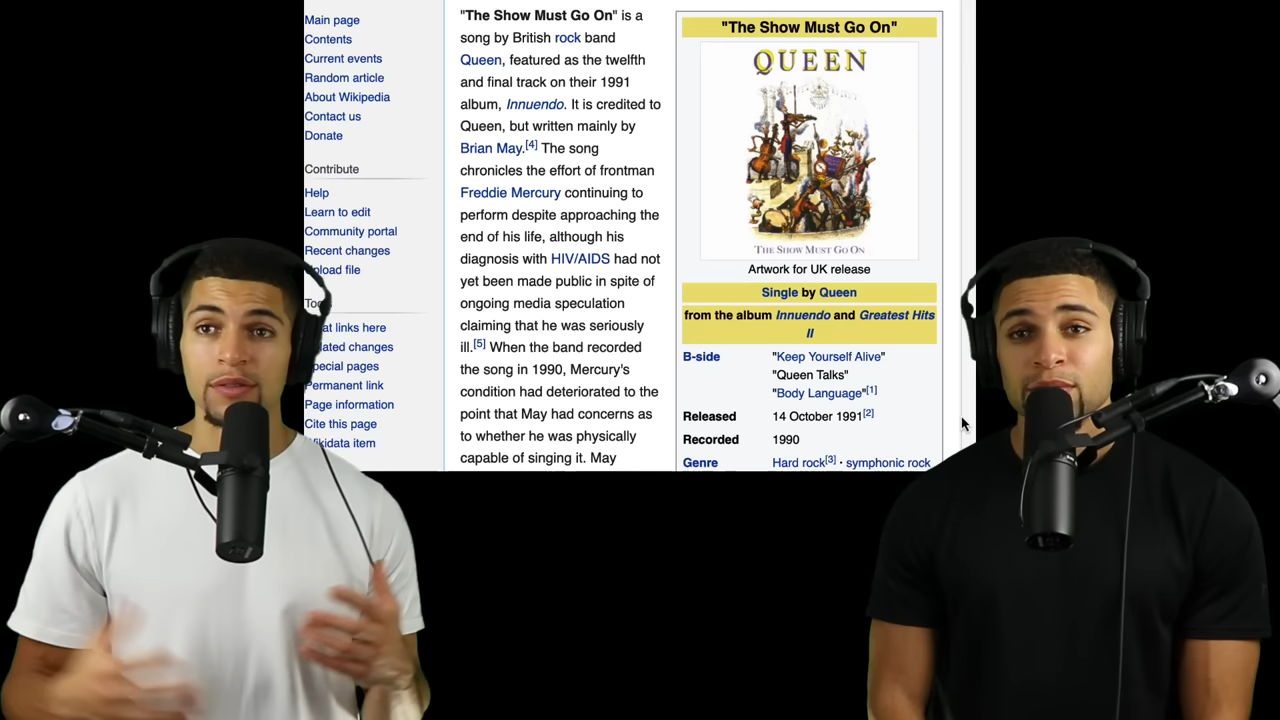 Main page
Contents
Current events
Random article
About Wikipedia
Contact us
Donate
Contribute
Help
Learn to edit
Community portal
Recent changes
pload file
Too
at links here
lated changes
pecial pages
Permanent link
Page information
Cite this page
ikidata item
"The Show Must Go On" is a
song by British rock band
Queen, featured as the twelfth
and final track on their 1991
album, Innuendo. It is credited to
Queen, but written mainly by
Brian May.[4] The song
chronicles the effort of frontman
Freddie Mercury continuing to
perform despite approaching the
end of his life, although his
diagnosis with HIV/AIDS had not
yet been made public in spite of
ongoing media speculation
claiming that he was seriously
ill.[5] When the band recorded
the song in 1990, Mercury's
condition had deteriorated to the
point that May had concerns as
to whether he was physically
capable of singing it. May
"The Show Must Go On"
QUEEN
THE SHOW MUST GO ON
Artwork for UK release
Single by Queen
from the album Innuendo and Greatest Hits
II
B-side "Keep Yourself Alive"
"Queen Talks"
"Body Language"[1]
Released 14 October 1991[2]
Recorded 1990
Genre Hard rock[3] · symphonic rock